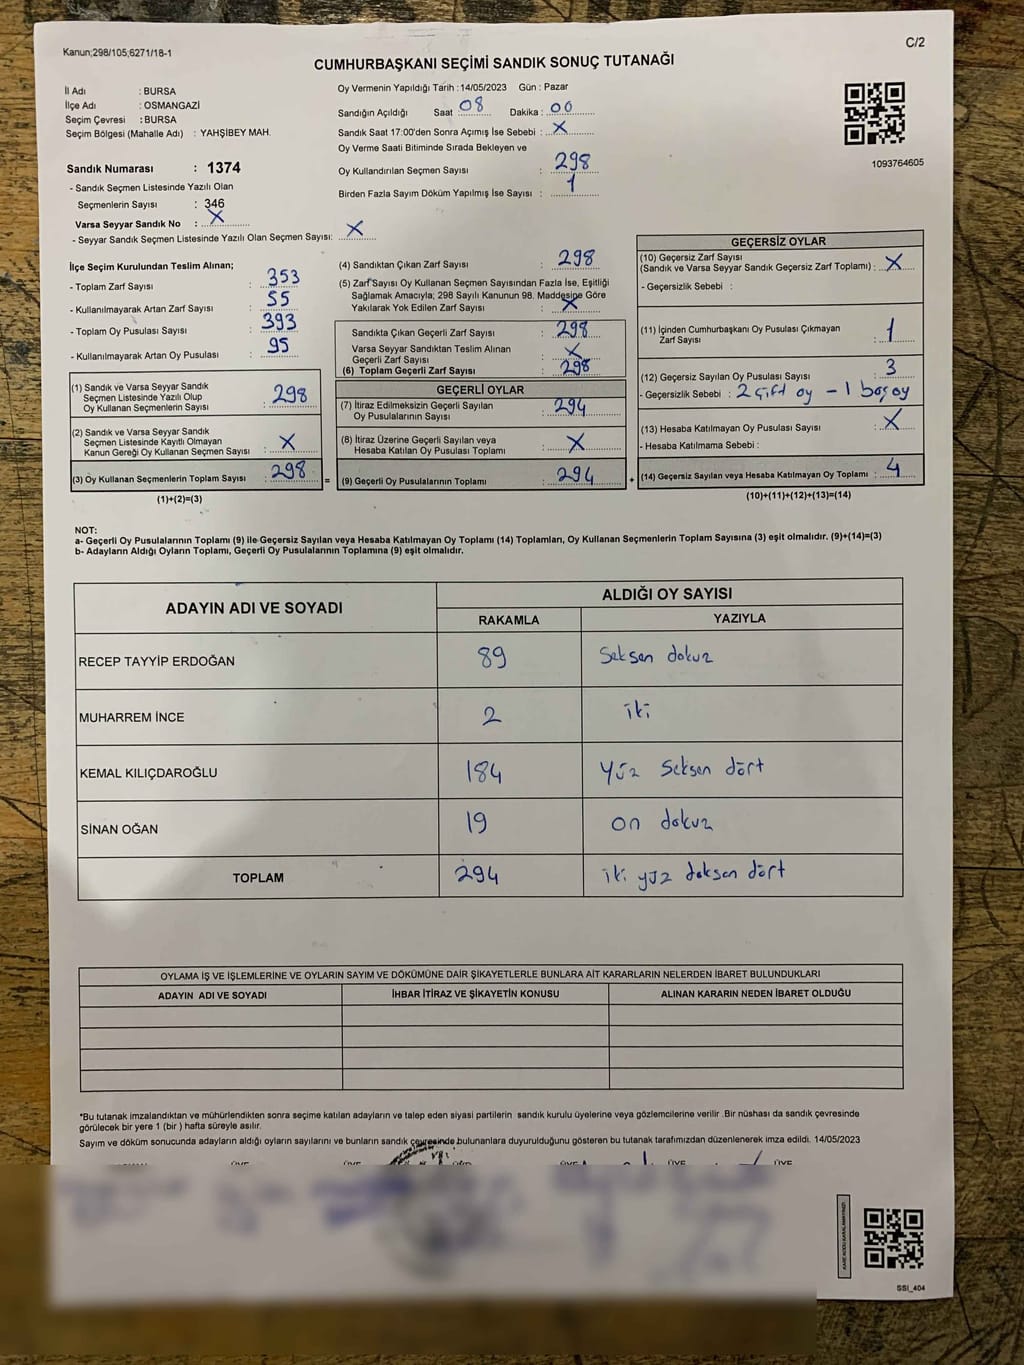 Kanun;298/105,6271/18-1
C/2
CUMHURBAŞKANI SEÇİMİ SANDIK SONUÇ TUTANAĞI
İl Adı : BURSA
İlçe Adı : OSMANGAZİ
Seçim Çevresi : BURSA
Seçim Bölgesi (Mahalle Adı) : YAHŞİBEY MAH.
Sandık Numarası : 1374
- Sandık Seçmen Listesinde Yazılı Olan
Seçmenlerin Sayısı : 346
Varsa Seyyar Sandık No : X
- Seyyar Sandık Seçmen Listesinde Yazılı Olan Seçmen Sayısı: X
Oy Vermenin Yapıldığı Tarih :14/05/2023 Gün : Pazar
Sandığın Açıldığı Saat 08 Dakika : 00
Sandık Saat 17:00'den Sonra Açımış İse Sebebi : X
Oy Verme Saati Bitiminde Sırada Bekleyen ve
Oy Kullandırılan Seçmen Sayısı : 298
Birden Fazla Sayım Döküm Yapılmış İse Sayısı : 1
1093764605
İlçe Seçim Kurulundan Teslim Alınan;
- Toplam Zarf Sayısı : 353
- Kullanılmayarak Artan Zarf Sayısı : 55
- Toplam Oy Pusulası Sayısı : 393
- Kullanılmayarak Artan Oy Pusulası : 95
(1) Sandık ve Varsa Seyyar Sandık
Seçmen Listesinde Yazılı Olup
Oy Kullanan Seçmenlerin Sayısı : 298
(2) Sandık ve Varsa Seyyar Sandık
Seçmen Listesinde Kayıtlı Olmayan
Kanun Gereği Oy Kullanan Seçmen Sayısı : X
(3) Oy Kullanan Seçmenlerin Toplam Sayısı : 298
(1)+(2)=(3)
=
(4) Sandıktan Çıkan Zarf Sayısı : 298
(5) Zarf Sayısı Oy Kullanan Seçmen Sayısından Fazla İse, Eşitliği
Sağlamak Amacıyla; 298 Sayılı Kanunun 98. Maddesine Göre
Yakılarak Yok Edilen Zarf Sayısı : X
Sandıkta Çıkan Geçerli Zarf Sayısı : 298
Varsa Seyyar Sandıktan Teslim Alınan
Geçerli Zarf Sayısı : X
(6) Toplam Geçerli Zarf Sayısı : 298
GEÇERLİ OYLAR
(7) İtiraz Edilmeksizin Geçerli Sayılan
Oy Pusulalarının Sayısı : 294
(8) İtiraz Üzerine Geçerli Sayılan veya
Hesaba Katılan Oy Pusulası Toplamı : X
(9) Geçerli Oy Pusulalarının Toplamı : 294
+
GEÇERSİZ OYLAR
(10) Geçersiz Zarf Sayısı
(Sandık ve Varsa Seyyar Sandık Geçersiz Zarf Toplamı) : X
- Geçersizlik Sebebi :
(11) İçinden Cumhurbaşkanı Oy Pusulası Çıkmayan
Zarf Sayısı : 1
(12) Geçersiz Sayılan Oy Pusulası Sayısı : 3
- Geçersizlik Sebebi : 2 çift oy - 1 boş oy
(13) Hesaba Katılmayan Oy Pusulası Sayısı : X
- Hesaba Katılmama Sebebi :
(14) Geçersiz Sayılan veya Hesaba Katılmayan Oy Toplamı : 4
(10)+(11)+(12)+(13)=(14)
NOT:
a- Geçerli Oy Pusulalarının Toplamı (9) ile Geçersiz Sayılan veya Hesaba Katılmayan Oy Toplamı (14) Toplamları, Oy Kullanan Seçmenlerin Toplam Sayısına (3) eşit olmalıdır. (9)+(14)=(3)
b- Adayların Aldığı Oyların Toplamı, Geçerli Oy Pusulalarının Toplamına (9) eşit olmalıdır.
ADAYIN ADI VE SOYADI ALDIĞI OY SAYISI
RAKAMLA YAZIYLA
RECEP TAYYİP ERDOĞAN 89 Seksen dokuz
MUHARREM İNCE 2 iki
KEMAL KILIÇDAROĞLU 184 Yüz Seksen dört
SİNAN OĞAN 19 on dokuz
TOPLAM 294 iki yüz doksan dört
OYLAMA İŞ VE İŞLEMLERİNE VE OYLARIN SAYIM VE DÖKÜMÜNE DAİR ŞİKAYETLERLE BUNLARA AİT KARARLARIN NELERDEN İBARET BULUNDUKLARI
ADAYIN ADI VE SOYADI İHBAR İTİRAZ VE ŞİKAYETİN KONUSU ALINAN KARARIN NEDEN İBARET OLDUĞU
*Bu tutanak imzalandıktan ve mühürlendikten sonra seçime katılan adayların ve talep eden siyasi partilerin sandık kurulu üyelerine veya gözlemcilerine verilir .Bir nüshası da sandık çevresinde
görülecek bir yere 1 (bir ) hafta süreyle asılır.
Sayım ve döküm sonucunda adayların aldığı oyların sayılarını ve bunların sandık çevresinde bulunanlara duyurulduğunu gösteren bu tutanak tarafımızdan düzenlenerek imza edildi. 14/05/2023
ÜYE ÜYE ÜYE ÜYE ÜYE
SSİ_404